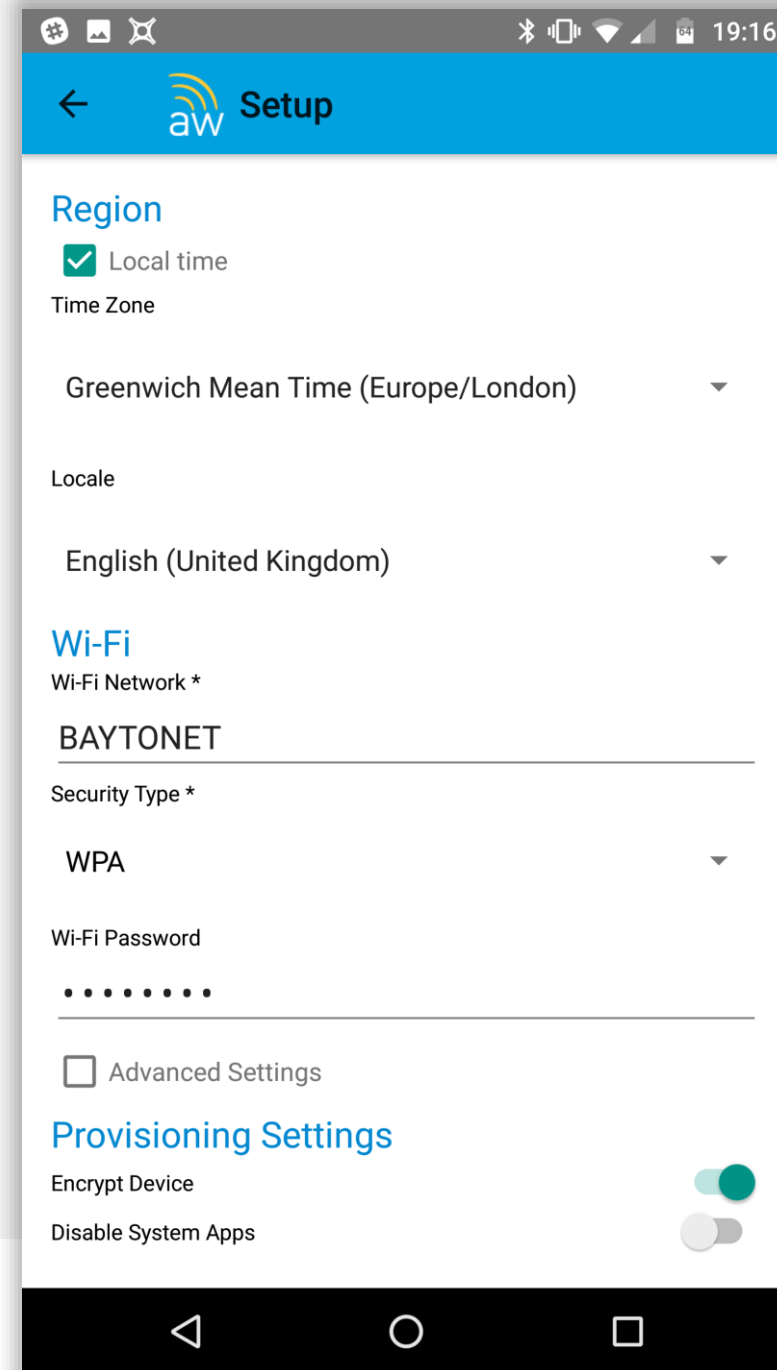 64 19:16
aw Setup
Region
Local time
Time Zone
Greenwich Mean Time (Europe/London)
Locale
English (United Kingdom)
Wi-Fi
Wi-Fi Network *
BAYTONET
Security Type *
WPA
Wi-Fi Password
••••••••
Advanced Settings
Provisioning Settings
Encrypt Device
Disable System Apps